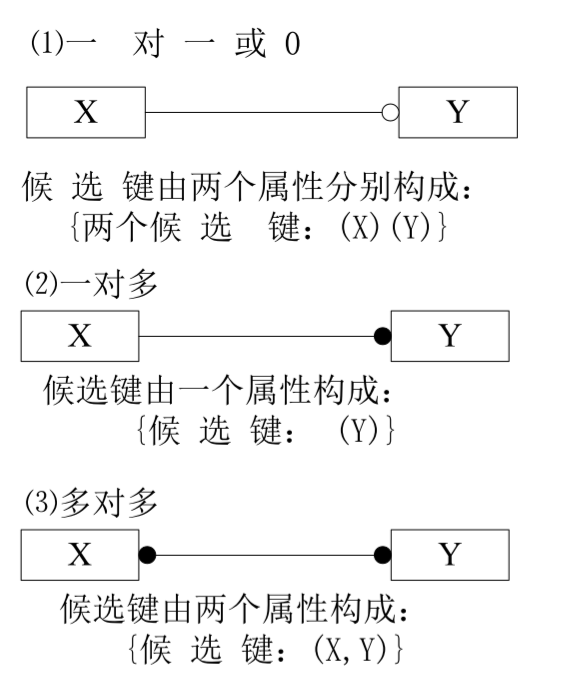 (1)一 对 一 或 0
X Y
候 选 键由两个属性分别构成:
{两个候 选 键: (X)(Y)}
(2)一对多
X Y
候选键由一个属性构成:
{候 选 键: (Y)}
(3)多对多
X Y
候选键由两个属性构成:
{候 选 键: (X,Y)}